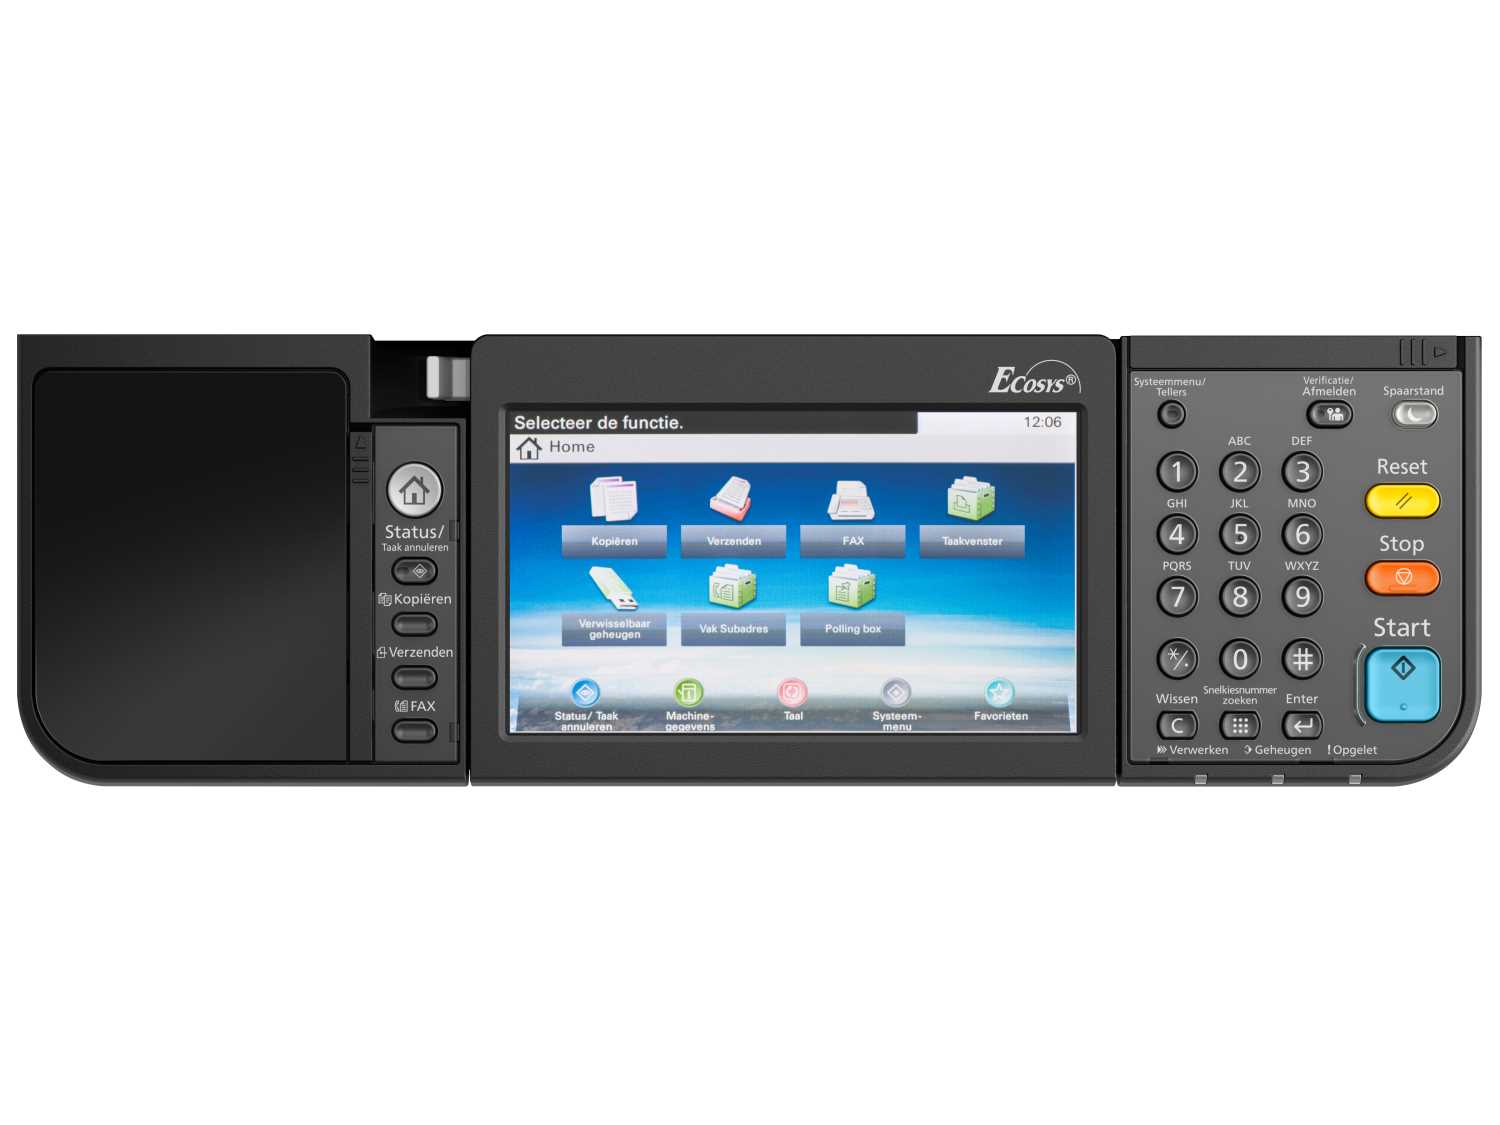 ECOSYS®
Selecteer de functie.
12:06
Home
Kopiëren
Verzenden
FAX
Taakvenster
Verwisselbaar
geheugen
Vak Subadres
Polling box
Status/ Taak
annuleren
Machine-
gegevens
Taal
Systeem-
menu
Favorieten
Status/
Taak annuleren
Kopiëren
Verzenden
FAX
Systeemmenu/
Tellers
Verificatie/
Afmelden
Spaarstand
ABC
DEF
1
2
3
GHI
JKL
MNO
4
5
6
PQRS
TUV
WXYZ
7
8
9
*/.
0
#
Wissen
Snelkiesnummer
zoeken
Enter
C
Verwerken
Geheugen
!Opgelet
Reset
Stop
Start